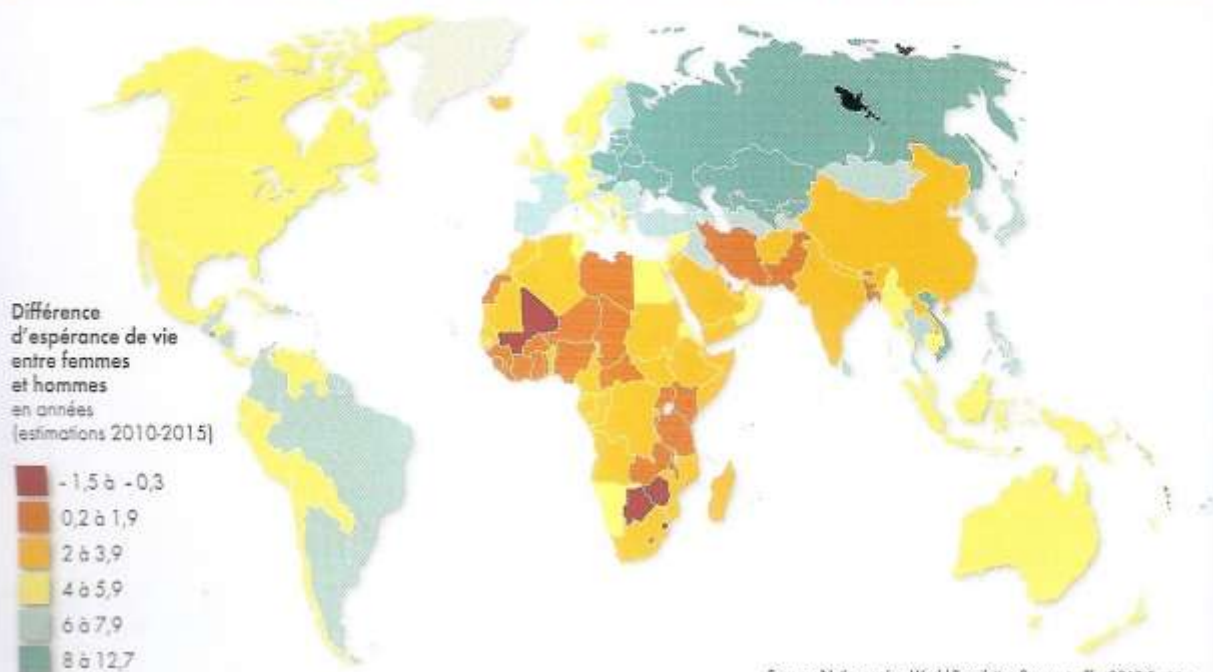 Différence
d'espérance de vie
entre femmes
et hommes
en années
(estimations 2010-2015)
- 1,5 à - 0,3
0,2 à 1,9
2 à 3,9
4 à 5,9
6 à 7,9
8 à 12,7